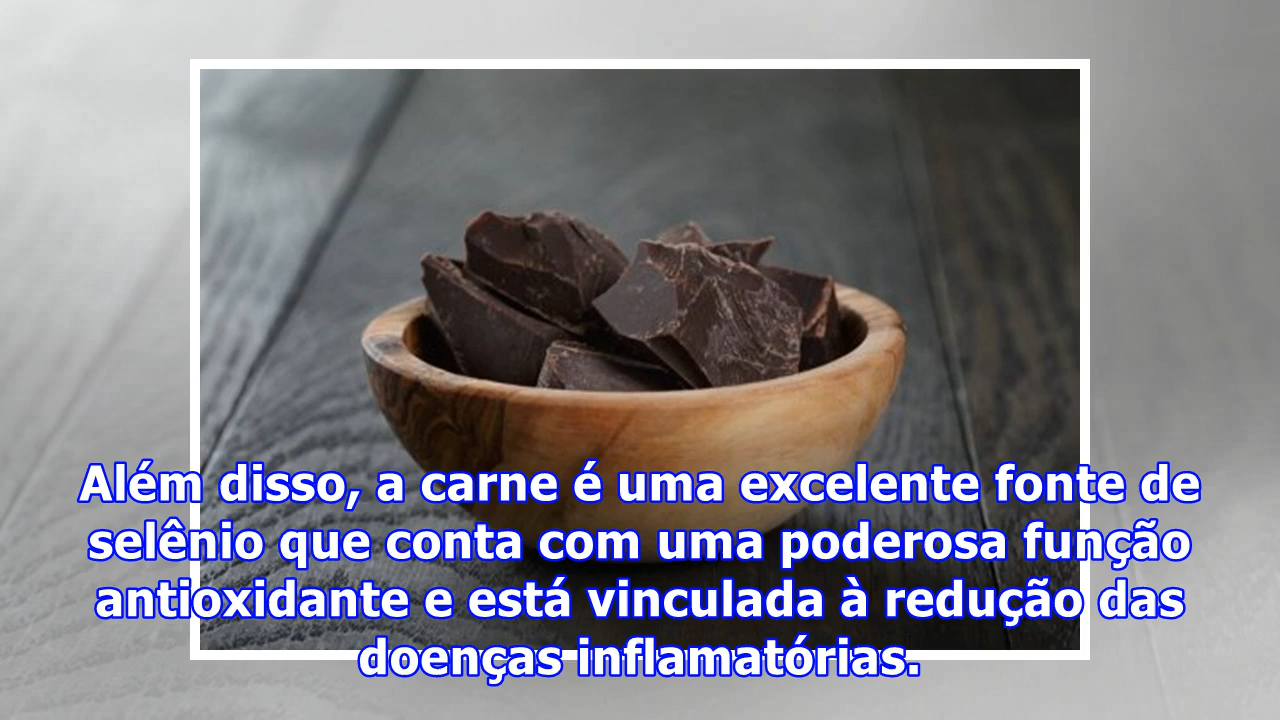 Além disso, a carne é uma excelente fonte de
selênio que conta com uma poderosa função
antioxidante e está vinculada à redução das
doenças inflamatórias.